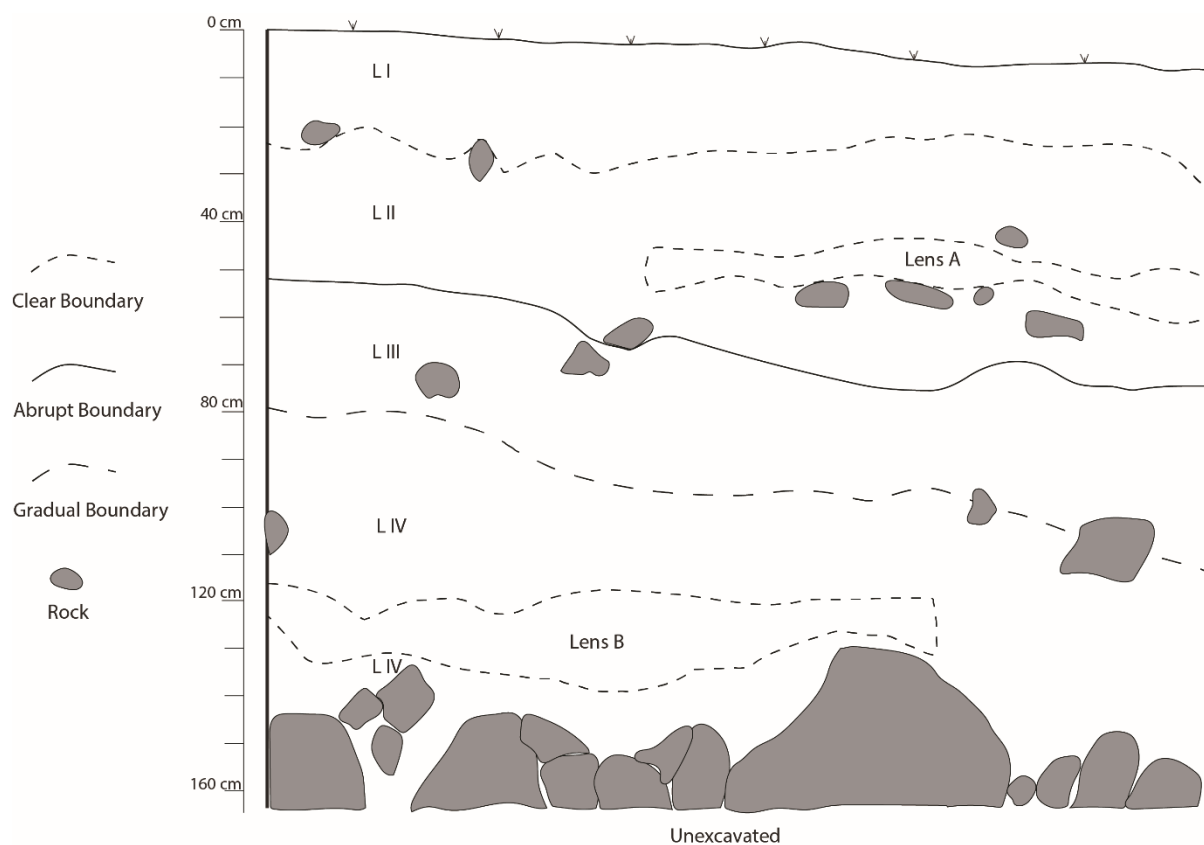 0 cm
L I
40 cm
L II
Lens A
Clear Boundary
L III
Abrupt Boundary
80 cm
Gradual Boundary
L IV
Rock
120 cm
Lens B
L IV
160 cm
Unexcavated